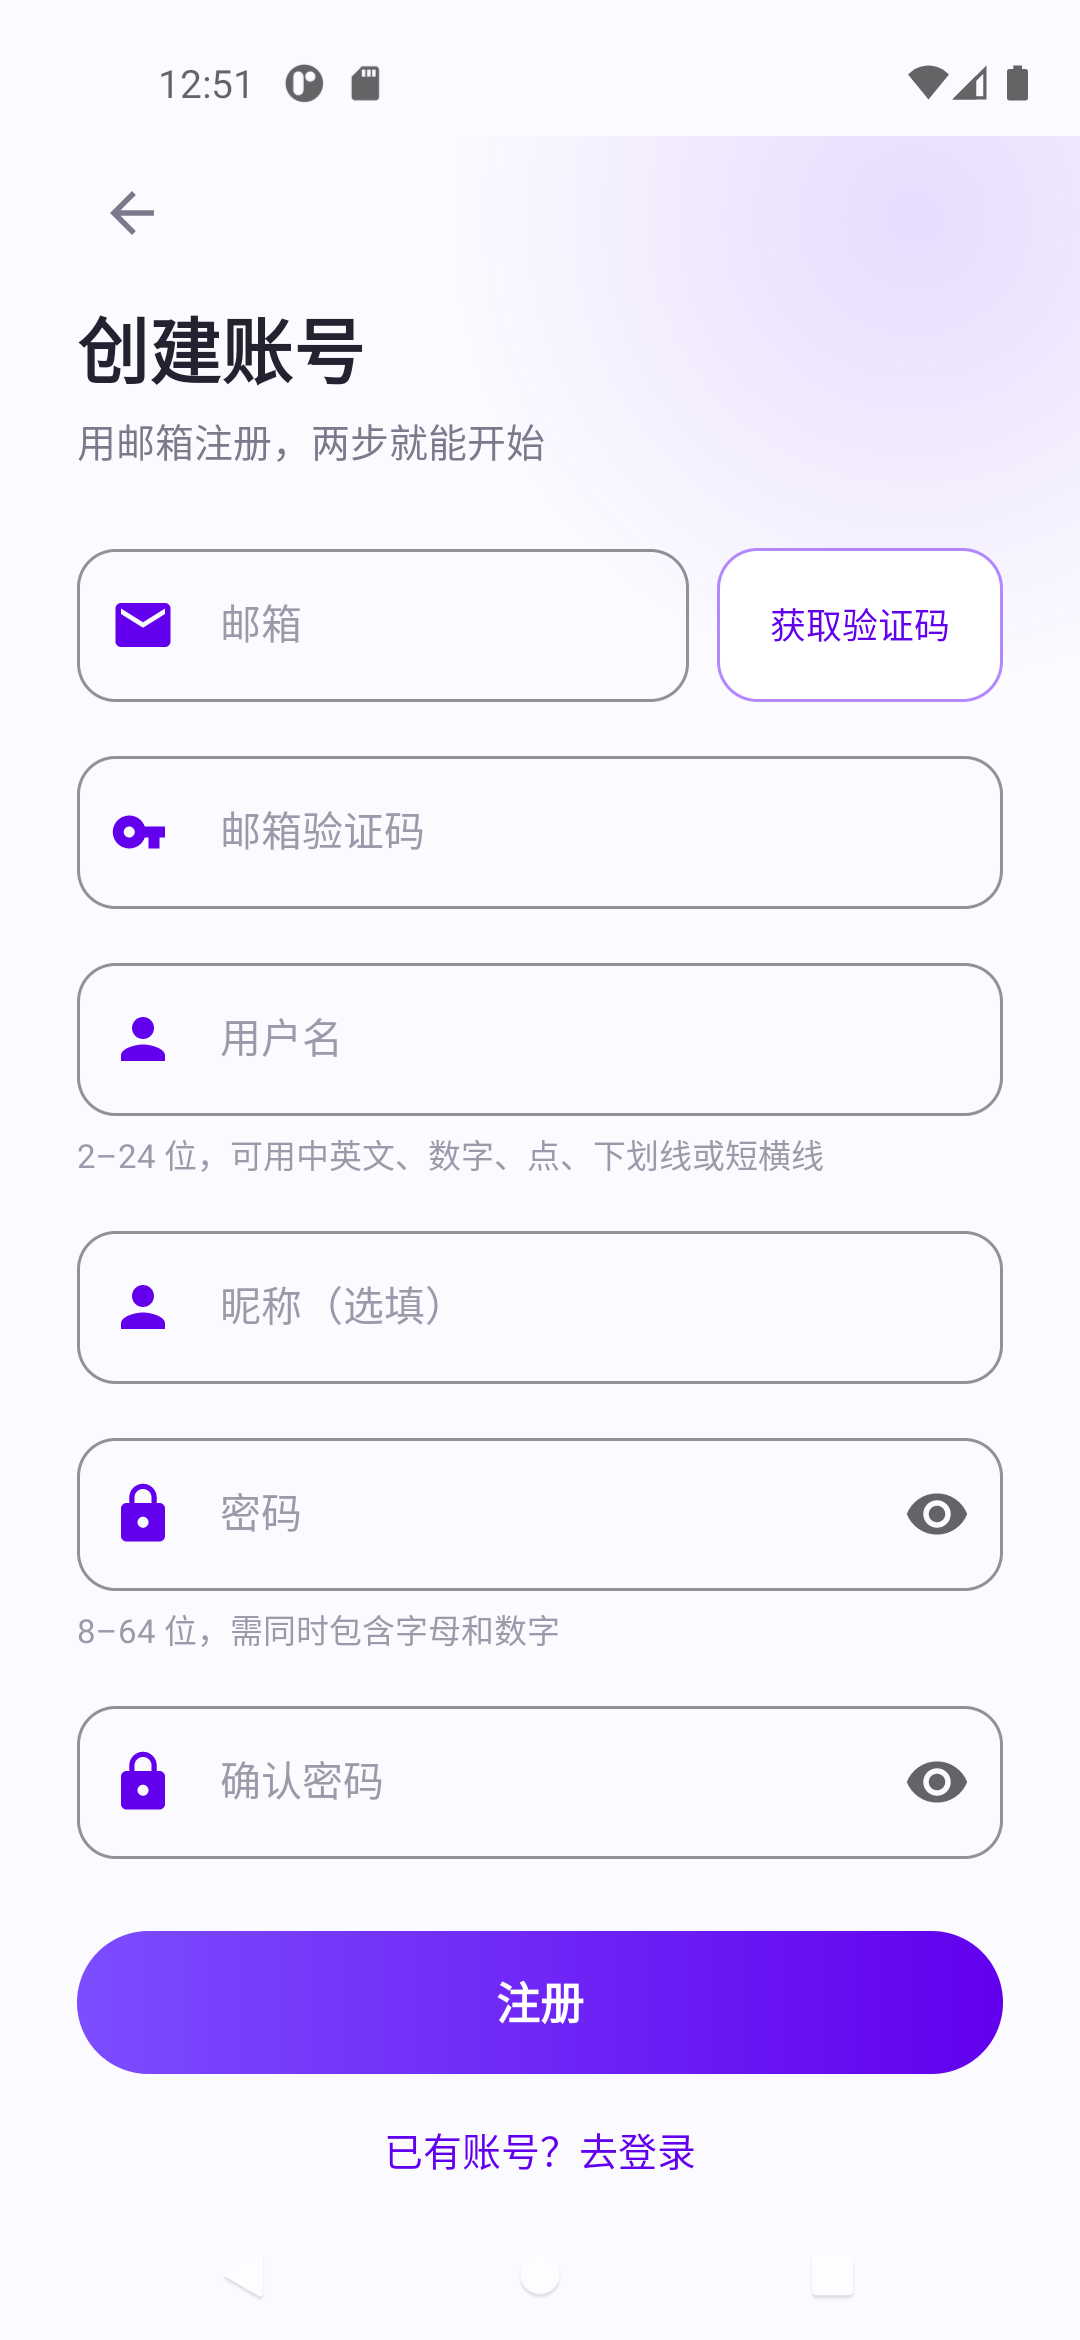 12:51
创建账号
用邮箱注册，两步就能开始
邮箱
获取验证码
邮箱验证码
用户名
2–24 位，可用中英文、数字、点、下划线或短横线
昵称（选填）
密码
8–64 位，需同时包含字母和数字
确认密码
注册
已有账号？去登录